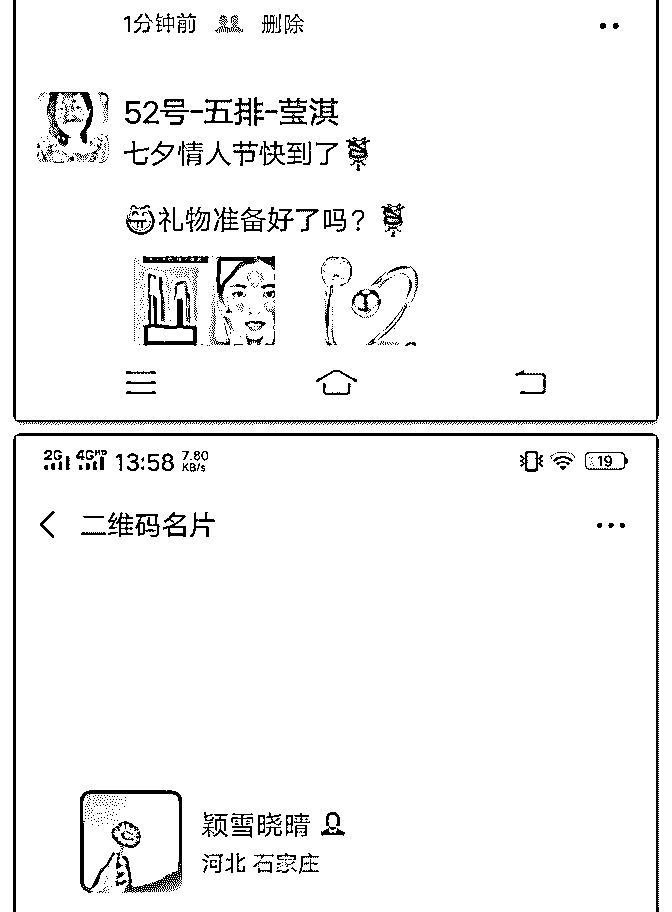 1分钟前 删除
52号-五排-莹淇
七夕情人节快到了
礼物准备好了吗？
2G 4GHD 13:58 7.80 KB/s 19
二维码名片
颖雪晓晴
河北 石家庄